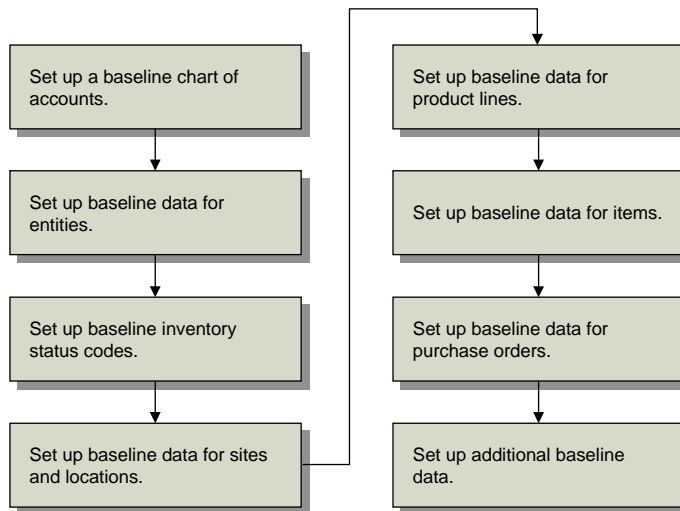 Set up a baseline chart of
accounts.
Set up baseline data for
entities.
Set up baseline inventory
status codes.
Set up baseline data for sites
and locations.
Set up baseline data for
product lines.
Set up baseline data for items.
Set up baseline data for
purchase orders.
Set up additional baseline
data.